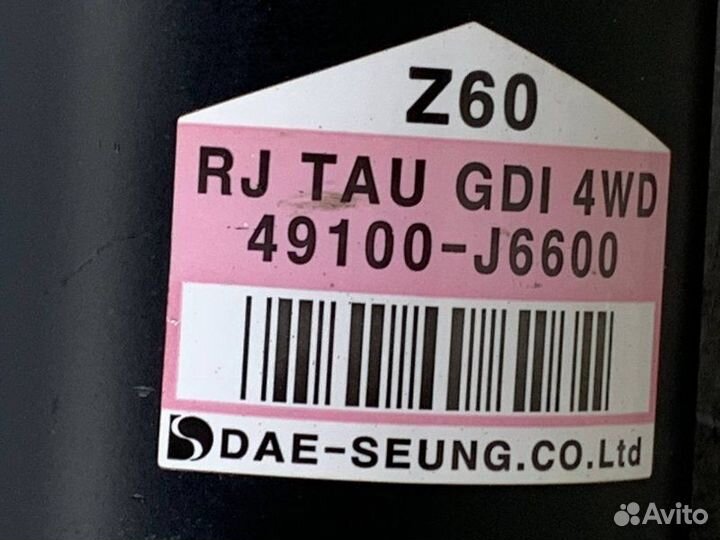 Z60
RJ TAU GDI 4WD
49100-J6600
DAE-SEUNG.CO.Ltd
Avito